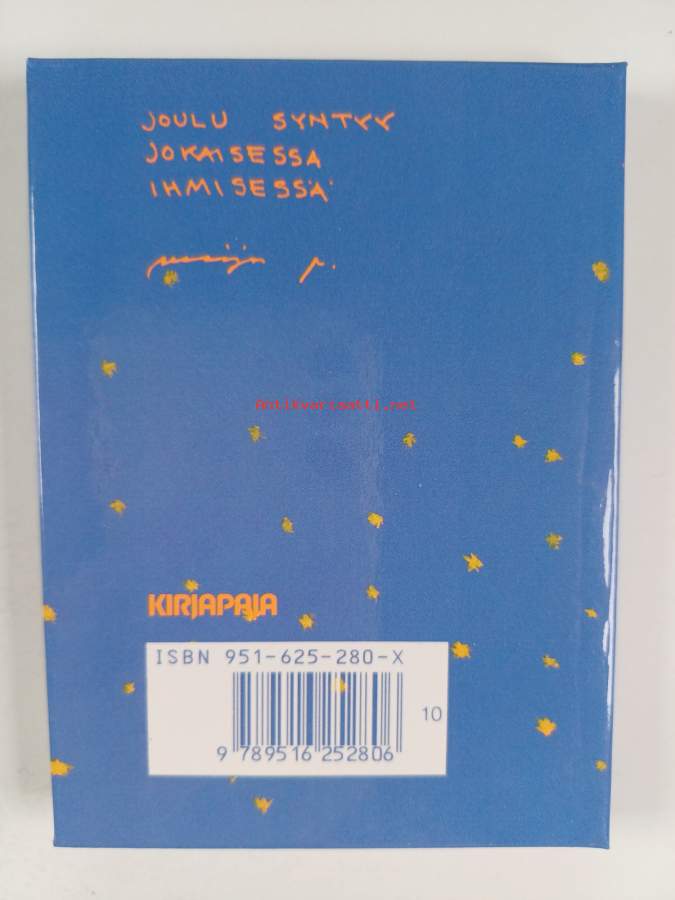 JOULU SYNTYY
JOKAISESSA
IHMISESSÄ
p.
Antikvariaatti.net
KIRJAPAJA
ISBN 951-625-280-X
10
9 789516 252806